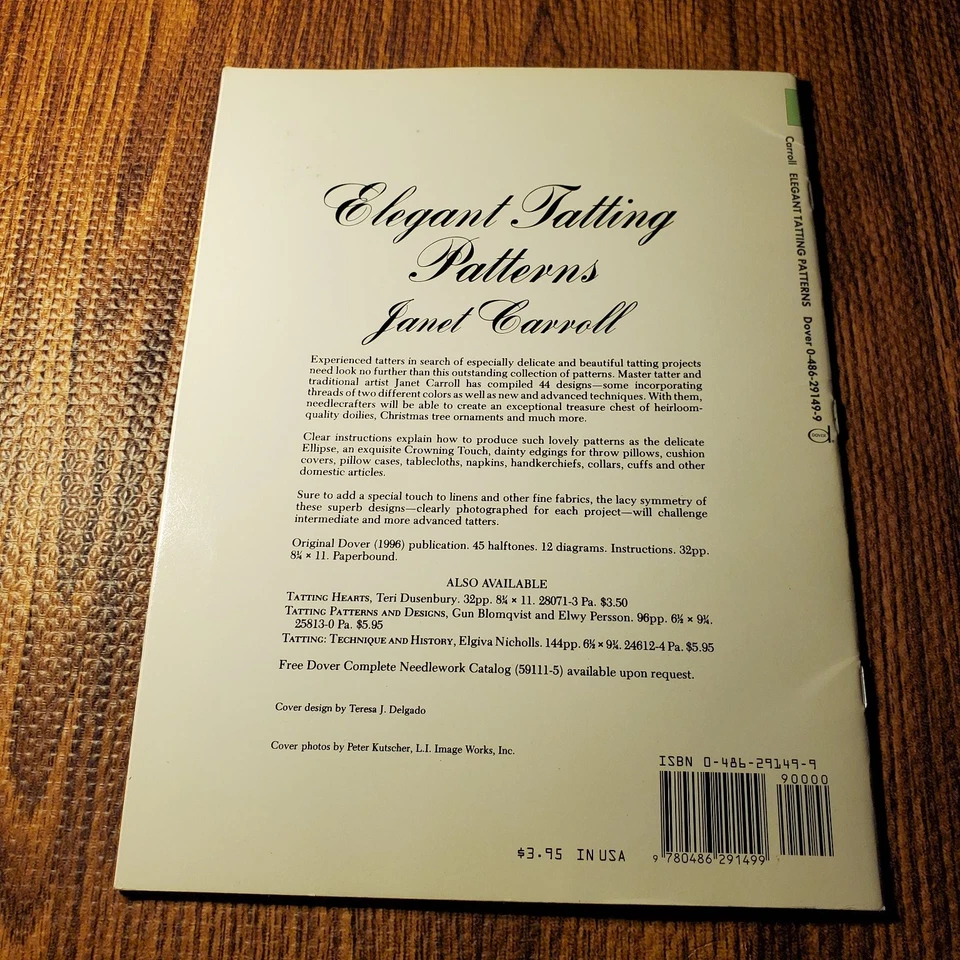 Elegant Tatting
Patterns
Janet Carroll
Experienced tatters in search of especially delicate and beautiful tatting projects
need look no further than this outstanding collection of patterns. Master tatter and
traditional artist Janet Carroll has compiled 44 designs—some incorporating
threads of two different colors as well as new and advanced techniques. With them,
needlecrafters will be able to create an exceptional treasure chest of heirloom-
quality doilies, Christmas tree ornaments and much more.
Clear instructions explain how to produce such lovely patterns as the delicate
Ellipse, an exquisite Crowning Touch, dainty edgings for throw pillows, cushion
covers, pillow cases, tablecloths, napkins, handkerchiefs, collars, cuffs and other
domestic articles.
Sure to add a special touch to linens and other fine fabrics, the lacy symmetry of
these superb designs—clearly photographed for each project—will challenge
intermediate and more advanced tatters.
Original Dover (1996) publication. 45 halftones. 12 diagrams. Instructions. 32pp.
8¼ × 11. Paperbound.
ALSO AVAILABLE
TATTING HEARTS, Teri Dusenbury. 32pp. 8¼ × 11. 28071-3 Pa. $3.50
TATTING PATTERNS AND DESIGNS, Gun Blomqvist and Elwy Persson. 96pp. 6½ × 9¼.
25813-0 Pa. $5.95
TATTING: TECHNIQUE AND HISTORY, Elgiva Nicholls. 144pp. 6½ × 9¼. 24612-4 Pa. $5.95
Free Dover Complete Needlework Catalog (59111-5) available upon request.
Cover design by Teresa J. Delgado
Cover photos by Peter Kutscher, L.I. Image Works, Inc.
ISBN 0-486-29149-9
90000
$3.95 IN USA
9 780486 291499
Carroll ELEGANT TATTING PATTERNS Dover 0-486-29149-9
DOVER